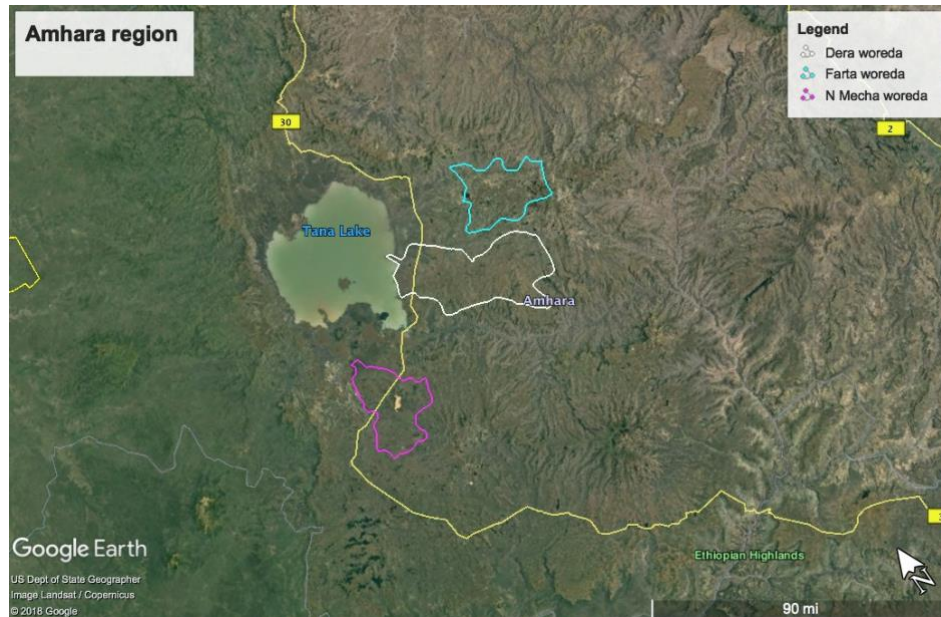 Amhara region
Legend
Dera woreda
Farta woreda
N Mecha woreda
30
2
Tana Lake
Amhara
Ethiopian Highlands
Google Earth
US Dept of State Geographer
Image Landsat / Copernicus
© 2018 Google
90 mi
N